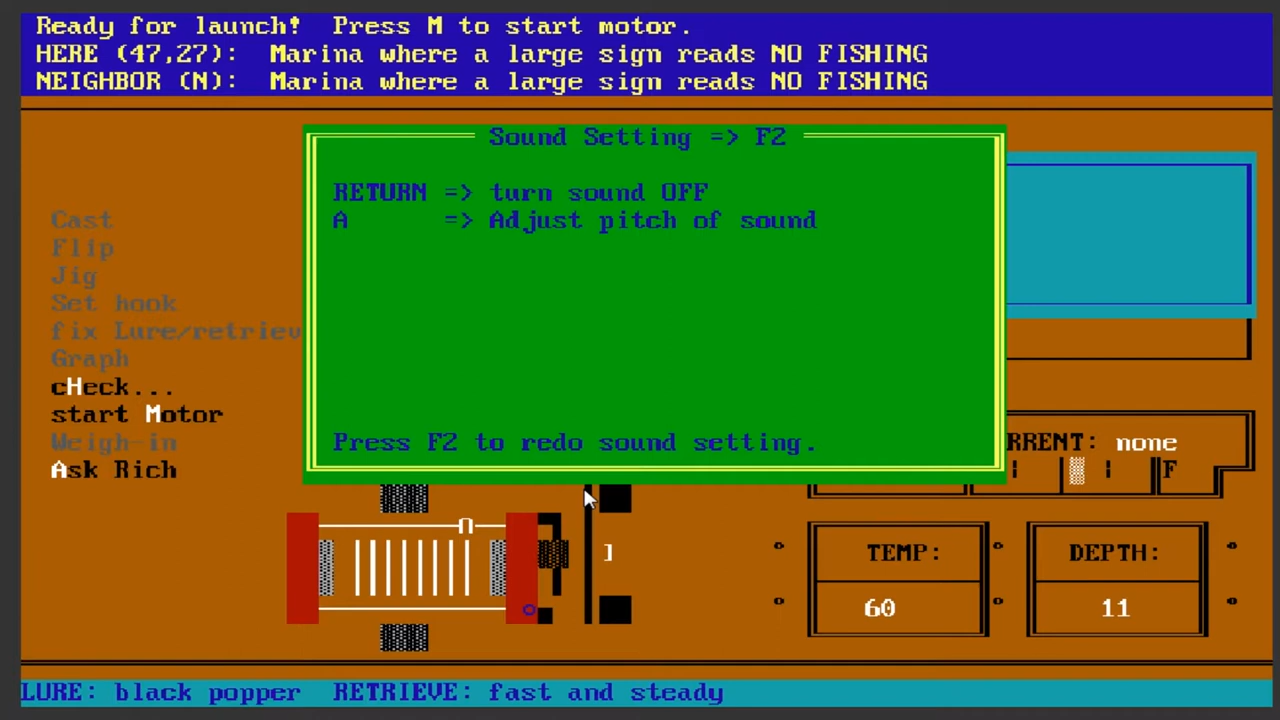 Ready for launch!  Press M to start motor.
HERE (47,27):  Marina where a large sign reads NO FISHING
NEIGHBOR (N):  Marina where a large sign reads NO FISHING
Sound Setting => F2
RETURN => turn sound OFF
A => Adjust pitch of sound
Press F2 to redo sound setting.
Cast
Flip
Jig
Set hook
fix Lure/retriev
Graph
cHeck...
start Motor
Weigh-in
Ask Rich
RRENT: none
F
TEMP:
60
DEPTH:
11
LURE: black popper  RETRIEVE: fast and steady